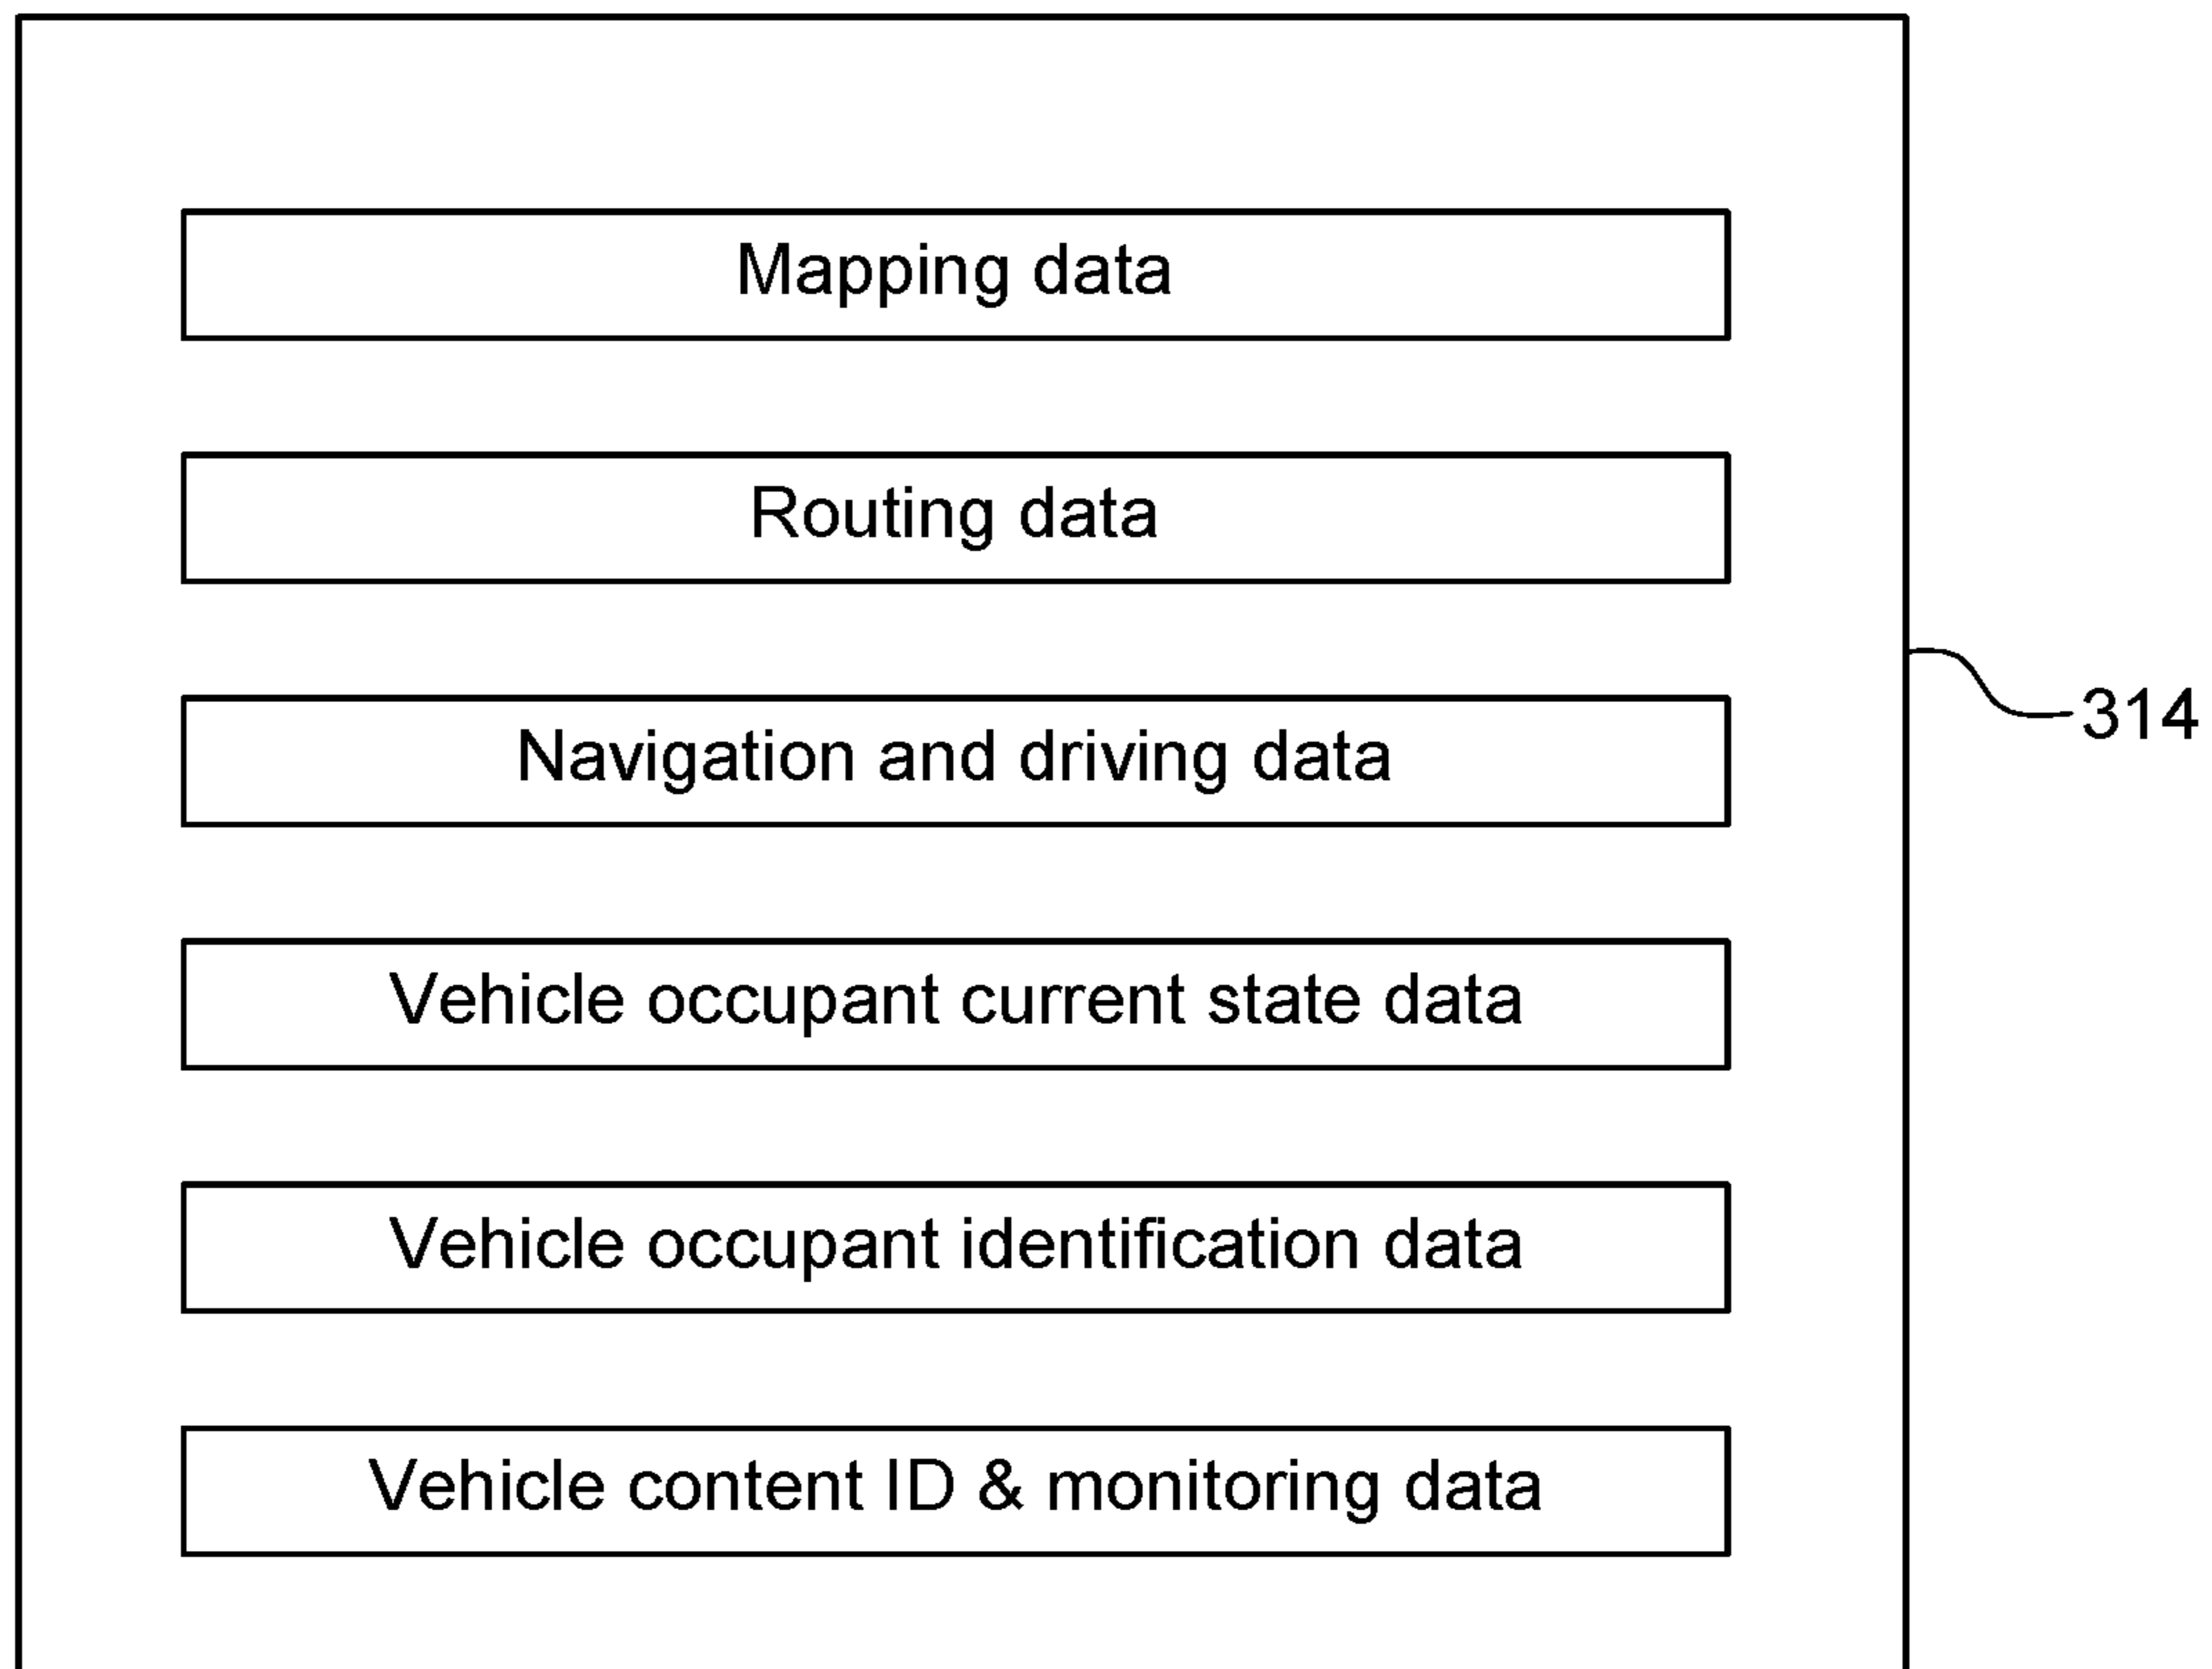 Mapping data
Routing data
Navigation and driving data
314
Vehicle occupant current state data
Vehicle occupant identification data
Vehicle content ID & monitoring data